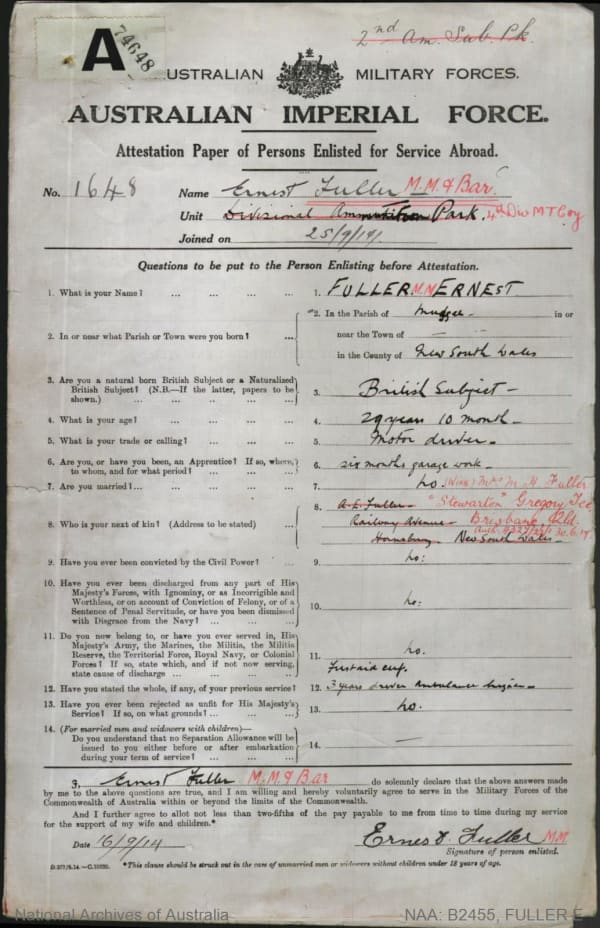 2nd Am. Sub. Pk.
A 74648
AUSTRALIAN MILITARY FORCES.
AUSTRALIAN IMPERIAL FORCE.
Attestation Paper of Persons Enlisted for Service Abroad.
No. 1648 Name Ernest Fuller M.M. & Bar
Unit Divisional Ammunition Park. 4th Div M T Coy
Joined on 25/9/14.
Questions to be put to the Person Enlisting before Attestation.
1. What is your Name? ... ... ... ... 1. FULLER M.M ERNEST
2. In or near what Parish or Town were you born? ... 2. In the Parish of Mudgee in or
near the Town of —
in the County of New South Wales
3. Are you a natural born British Subject or a Naturalized
British Subject? (N.B.—If the latter, papers to be
shown.) ... ... ... ... ... 3. British Subject –
4. What is your age? ... ... ... ... 4. 29 years 10 month –
5. What is your trade or calling? ... ... ... 5. Motor driver –
6. Are you, or have you been, an Apprentice? If so, where,
to whom, and for what period? ... ... ... 6. six months garage work –
7. Are you married? ... ... ... ... 7. no. (Wife) Mrs M. H. Fuller
8. Who is your next of kin? (Address to be stated) ... 8. A. E. Fuller – "Stewarton" Gregory Tce,
Railway Avenue – Brisbane, Qld.
Hornsby. New South Wales – 30.6.17
9. Have you ever been convicted by the Civil Power? ... 9. no:
10. Have you ever been discharged from any part of His
Majesty's Forces, with Ignominy, or as Incorrigible and
Worthless, or on account of Conviction of Felony, or of a
Sentence of Penal Servitude, or have you been dismissed
with Disgrace from the Navy? ... ... ... 10. no:
11. Do you now belong to, or have you ever served in, His
Majesty's Army, the Marines, the Militia, the Militia
Reserve, the Territorial Force, Royal Navy, or Colonial
Forces? If so, state which, and if not now serving,
state cause of discharge ... ... ... 11. no.
First aid
12. Have you stated the whole, if any, of your previous service? 12. 3 years driver Ambulance
13. Have you ever been rejected as unfit for His Majesty's
Service? If so, on what grounds? ... ... ... 13. no.
14. (For married men and widowers with children)—
Do you understand that no Separation Allowance will be
issued to you either before or after embarkation
during your term of service? ... ... ... 14. —
I, Ernest Fuller M.M. & Bar do solemnly declare that the above answers made
by me to the above questions are true, and I am willing and hereby voluntarily agree to serve in the Military Forces of the
Commonwealth of Australia within or beyond the limits of the Commonwealth.
And I further agree to allot not less than two-fifths of the pay payable to me from time to time during my service
for the support of my wife and children.*
Date 16/9/14 Ernest Fuller M.M.
Signature of person enlisted.
*This clause should be struck out in the case of unmarried men or widowers without children under 18 years of age.
National Archives of Australia NAA: B2455, FULLER E